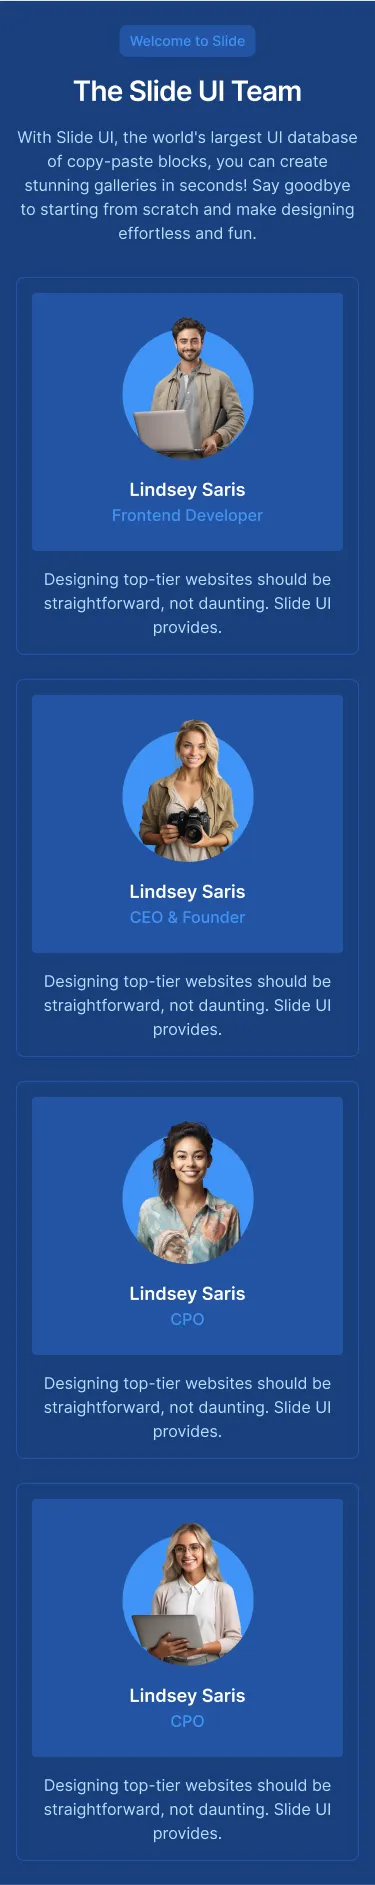 Welcome to Slide
The Slide UI Team
With Slide UI, the world's largest UI database
of copy-paste blocks, you can create
stunning galleries in seconds! Say goodbye
to starting from scratch and make designing
effortless and fun.
Lindsey Saris
Frontend Developer
Designing top-tier websites should be
straightforward, not daunting. Slide UI
provides.
Lindsey Saris
CEO & Founder
Designing top-tier websites should be
straightforward, not daunting. Slide UI
provides.
Lindsey Saris
CPO
Designing top-tier websites should be
straightforward, not daunting. Slide UI
provides.
Lindsey Saris
CPO
Designing top-tier websites should be
straightforward, not daunting. Slide UI
provides.